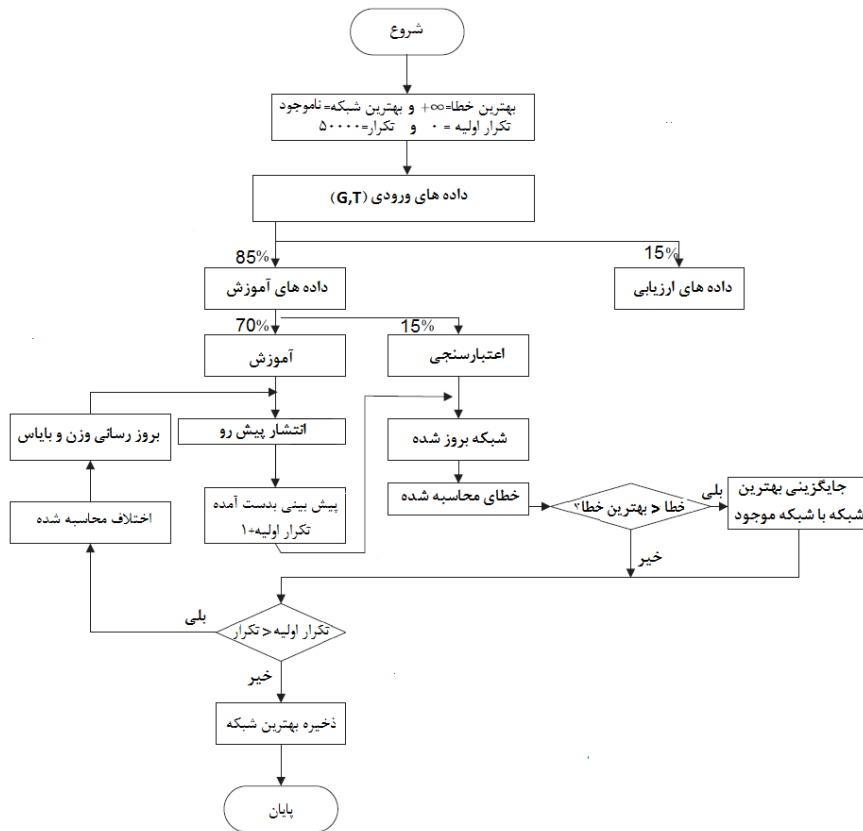 شروع
بهترین خطا=∞+ و بهترین شبکه=ناموجود
تکرار اولیه = ۰ و تکرار=۵۰۰۰۰
داده های ورودی (G,T)
85%
15%
داده های آموزش
داده های ارزیابی
70%
15%
آموزش
اعتبارسنجی
بروز رسانی وزن و بایاس
انتشار پیش رو
شبکه بروز شده
اختلاف محاسبه شده
پیش بینی بدست آمده
تکرار اولیه+۱
خطای محاسبه شده
خطا < بهترین خطا؟
بلی
جایگزینی بهترین
شبکه با شبکه موجود
خیر
بلی
تکرار اولیه < تکرار
خیر
ذخیره بهترین شبکه
پایان